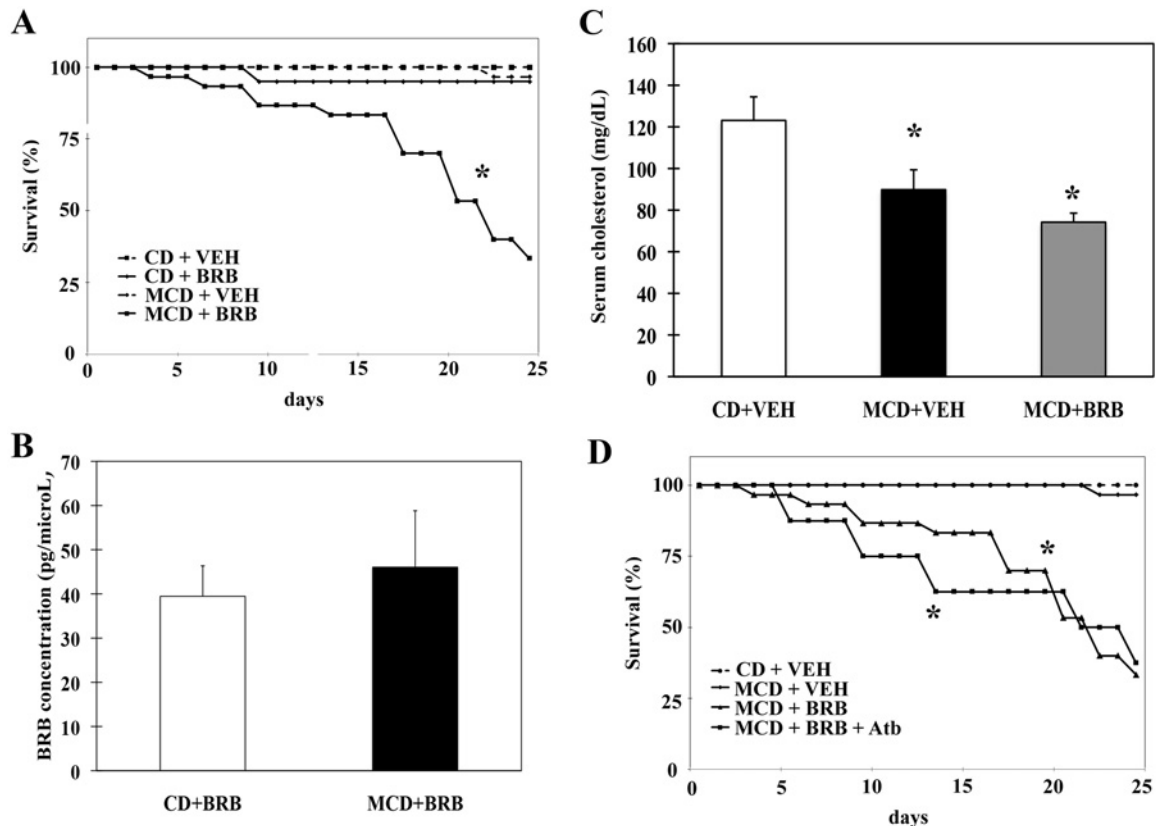 A
Survival (%)
100
75
50
25
0
CD + VEH
CD + BRB
MCD + VEH
MCD + BRB
*
0 5 10 15 20 25
days
B
BRB concentration (pg/microL,
70
60
50
40
30
20
10
0
CD+BRB MCD+BRB
C
Serum cholesterol (mg/dL)
160
140
120
100
80
60
40
20
0
*
*
CD+VEH MCD+VEH MCD+BRB
D
Survival (%)
100
75
50
25
0
*
*
CD + VEH
MCD + VEH
MCD + BRB
MCD + BRB + Atb
0 5 10 15 20 25
days